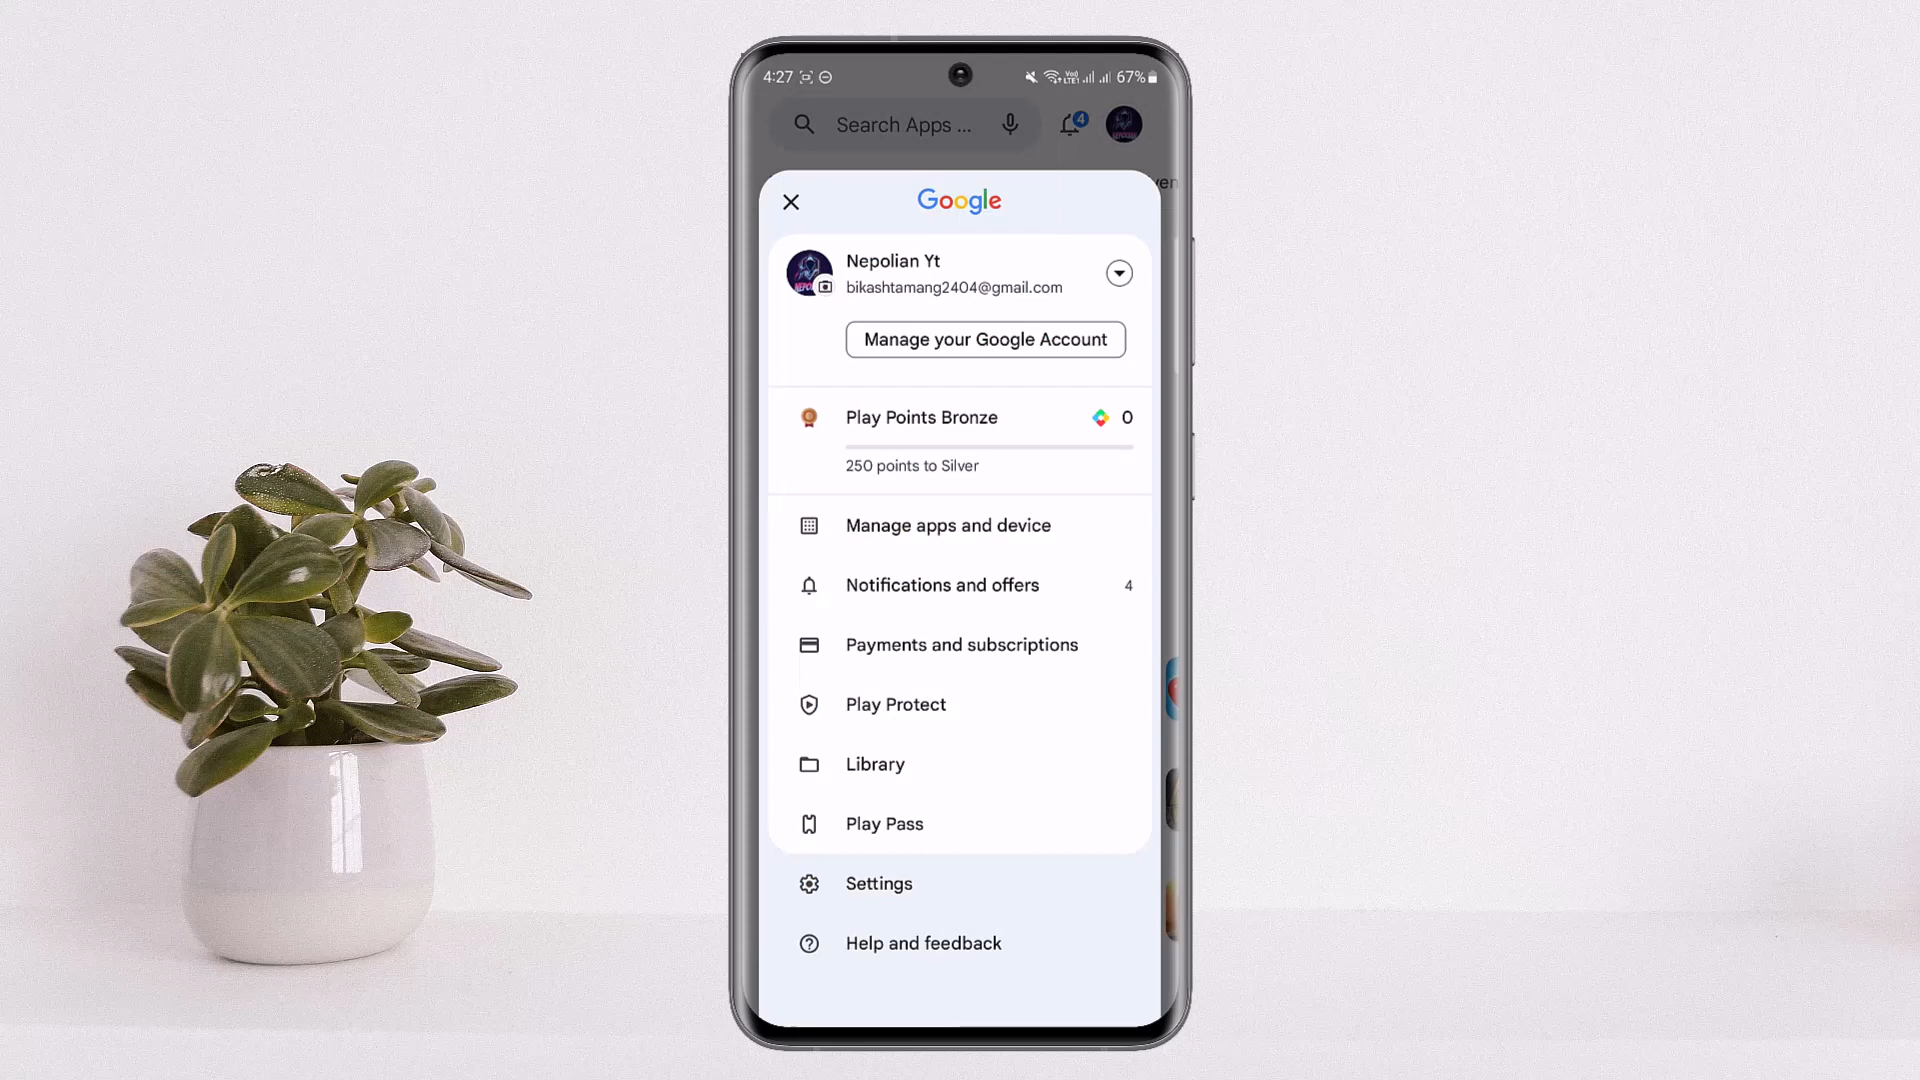 4:27 67%
Search Apps ... 4
ven
Google
Nepolian Yt
bikashtamang2404@gmail.com
Manage your Google Account
Play Points Bronze 0
250 points to Silver
Manage apps and device
Notifications and offers 4
Payments and subscriptions
Play Protect
Library
Play Pass
Settings
Help and feedback